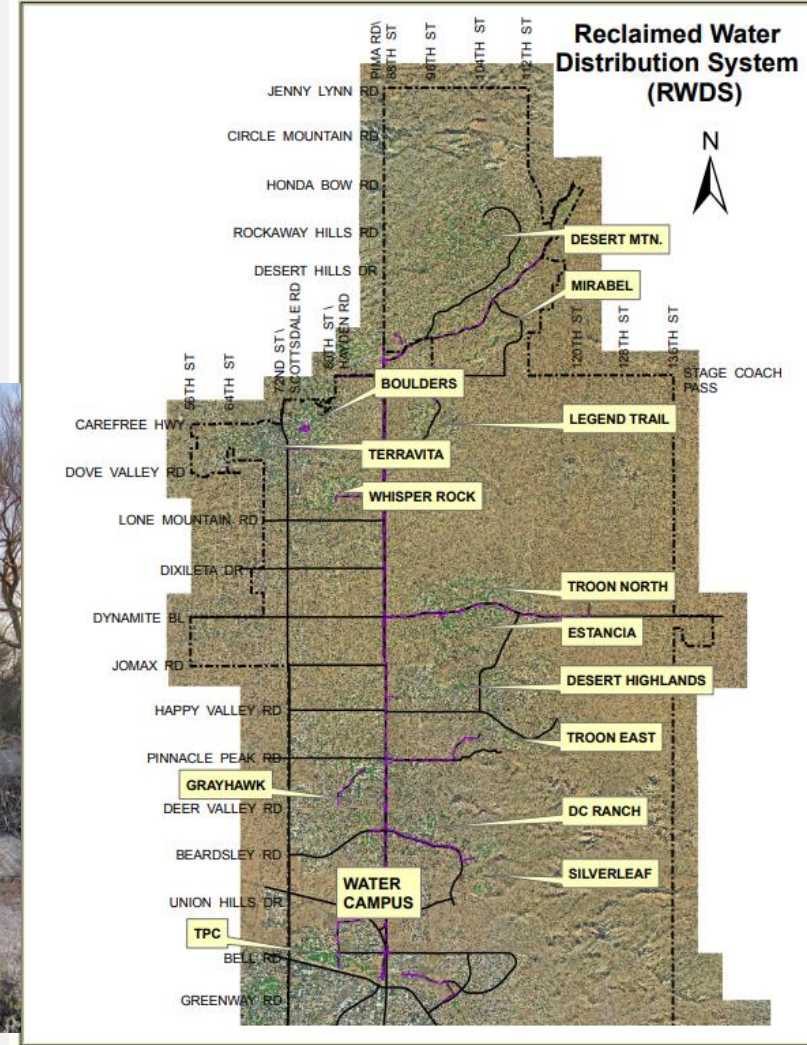 Reclaimed Water
Distribution System
(RWDS)
N
PIMA RD\
88TH ST
96TH ST
104TH ST
112TH ST
JENNY LYNN RD
CIRCLE MOUNTAIN RD
HONDA BOW RD
ROCKAWAY HILLS RD
DESERT MTN.
DESERT HILLS DR
MIRABEL
72ND ST \
SCOTTSDALE RD
80TH ST \
HAYDEN RD
120TH ST
128TH ST
136TH ST
56TH ST
64TH ST
STAGE COACH
PASS
BOULDERS
CAREFREE HWY
LEGEND TRAIL
TERRAVITA
DOVE VALLEY RD
WHISPER ROCK
LONE MOUNTAIN RD
DIXILETA DR
TROON NORTH
DYNAMITE BL
ESTANCIA
JOMAX RD
DESERT HIGHLANDS
HAPPY VALLEY RD
TROON EAST
PINNACLE PEAK RD
GRAYHAWK
DEER VALLEY RD
DC RANCH
BEARDSLEY RD
SILVERLEAF
WATER
CAMPUS
UNION HILLS DR
TPC
BELL RD
GREENWAY RD